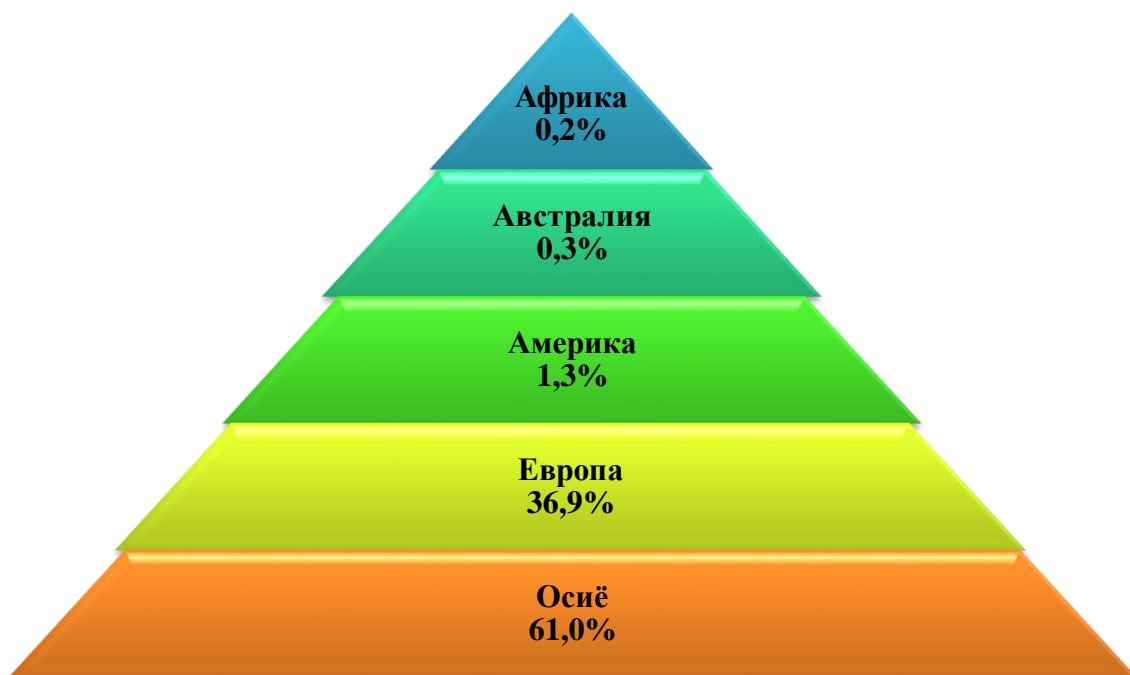 Африка
0,2%
Австралия
0,3%
Америка
1,3%
Европа
36,9%
Осиё
61,0%